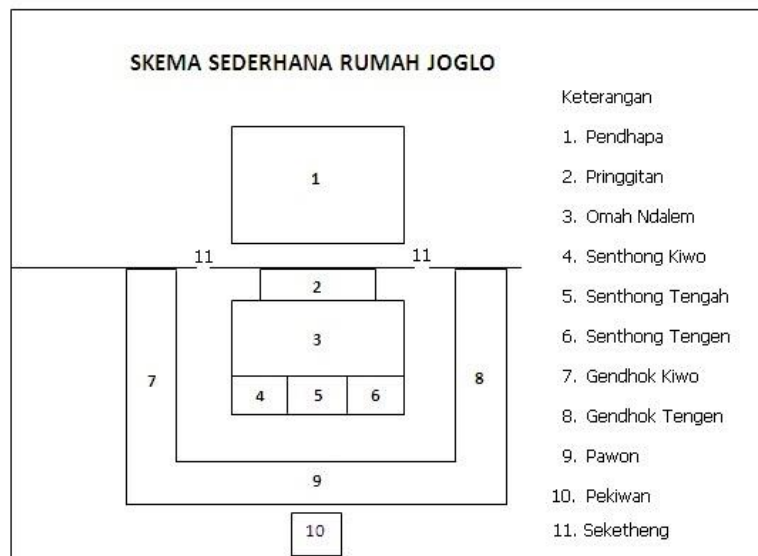 SKEMA SEDERHANA RUMAH JOGLO
Keterangan
1. Pendhapa
2. Pringgitan
3. Omah Ndalem
4. Senthong Kiwo
5. Senthong Tengah
6. Senthong Tengen
7. Gendhok Kiwo
8. Gendhok Tengen
9. Pawon
10. Pekiwan
11. Seketheng
1
11
11
2
3
7
8
4
5
6
9
10